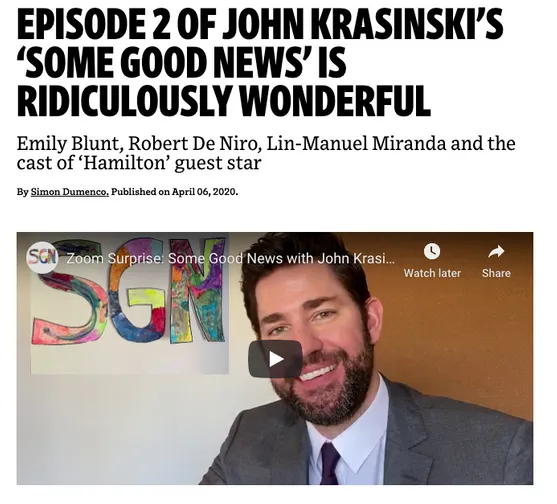 EPISODE 2 OF JOHN KRASINSKI’S
‘SOME GOOD NEWS’ IS
RIDICULOUSLY WONDERFUL
Emily Blunt, Robert De Niro, Lin-Manuel Miranda and the
cast of ‘Hamilton’ guest star
By Simon Dumenco. Published on April 06, 2020.
SGN
Zoom Surprise: Some Good News with John Krasi...
Watch later
Share
SGN